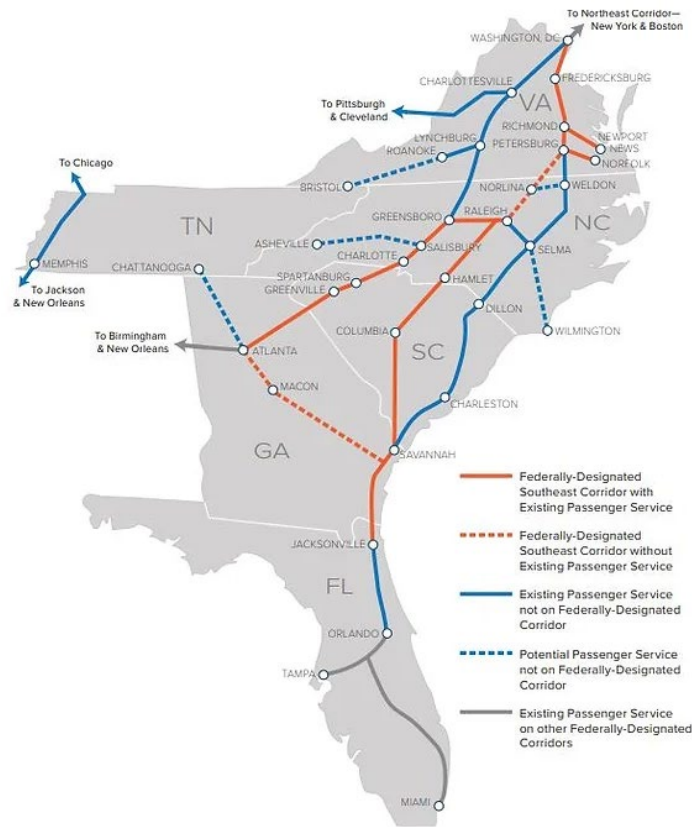 To Northeast Corridor—
New York & Boston
WASHINGTON, DC
CHARLOTTESVILLE
FREDERICKSBURG
VA
To Pittsburgh
& Cleveland
RICHMOND
NEWPORT
NEWS
LYNCHBURG
PETERSBURG
ROANOKE
NORFOLK
To Chicago
BRISTOL
NORLINA
WELDON
GREENSBORO
RALEIGH
TN
NC
ASHEVILLE
SALISBURY
SELMA
CHARLOTTE
MEMPHIS
CHATTANOOGA
SPARTANBURG
HAMLET
GREENVILLE
To Jackson
& New Orleans
DILLON
To Birmingham
& New Orleans
COLUMBIA
WILMINGTON
ATLANTA
SC
MACON
CHARLESTON
GA
SAVANNAH
Federally-Designated
Southeast Corridor with
Existing Passenger Service
Federally-Designated
Southeast Corridor without
Existing Passenger Service
JACKSONVILLE
FL
Existing Passenger Service
not on Federally-Designated
Corridor
ORLANDO
Potential Passenger Service
not on Federally-Designated
Corridor
TAMPA
Existing Passenger Service
on other Federally-Designated
Corridors
MIAMI